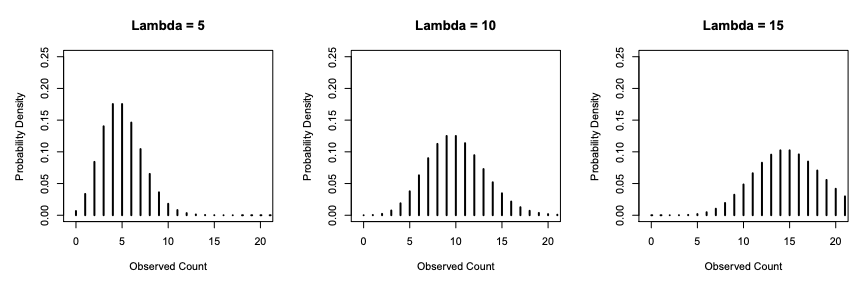 Lambda = 5
Probability Density
0.00 0.05 0.10 0.15 0.20 0.25
0 5 10 15 20
Observed Count
Lambda = 10
Probability Density
0.00 0.05 0.10 0.15 0.20 0.25
0 5 10 15 20
Observed Count
Lambda = 15
Probability Density
0.00 0.05 0.10 0.15 0.20 0.25
0 5 10 15 20
Observed Count